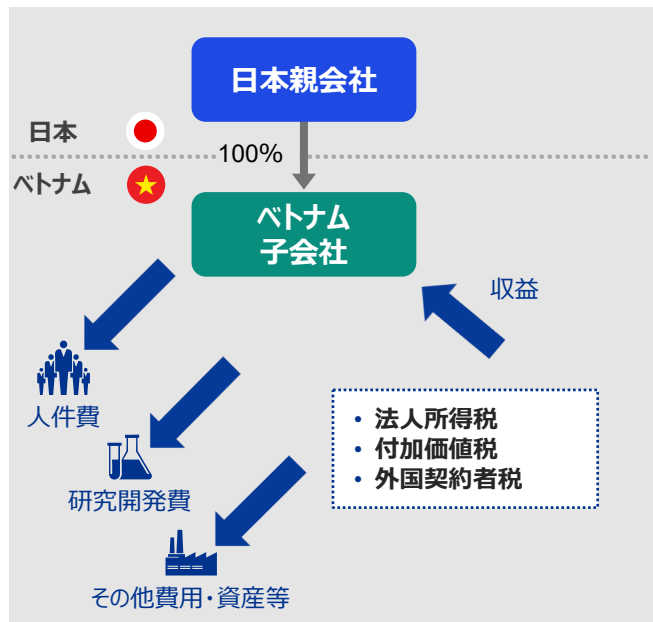 日本親会社
日本
100%
ベトナム
ベトナム
子会社
収益
人件費
• 法人所得税
• 付加価値税
• 外国契約者税
研究開発費
その他費用・資産等